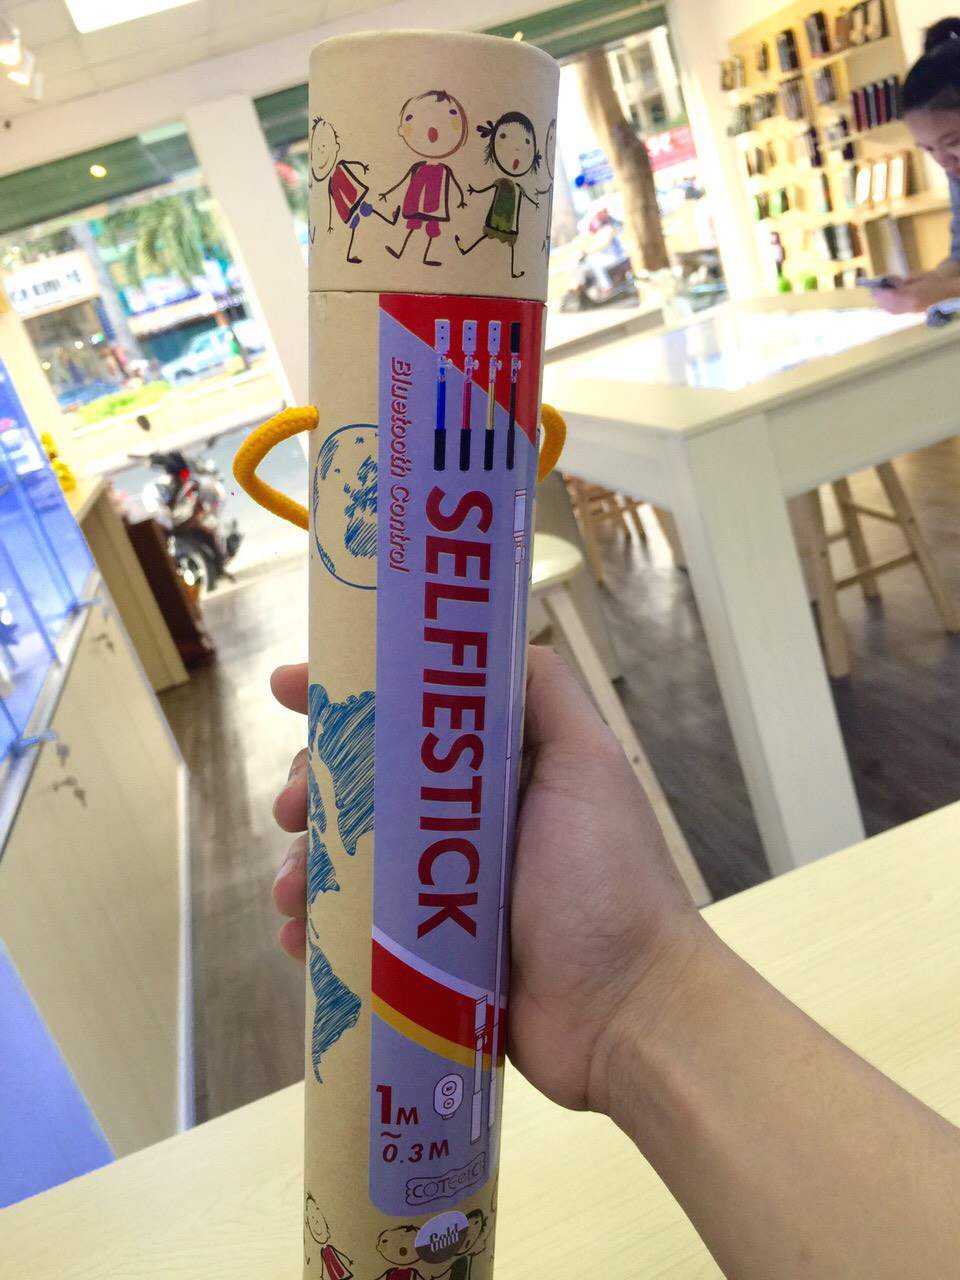 Bluetooth Control
SELFIESTICK
1M
~
0.3M
COTEetCI
Gold